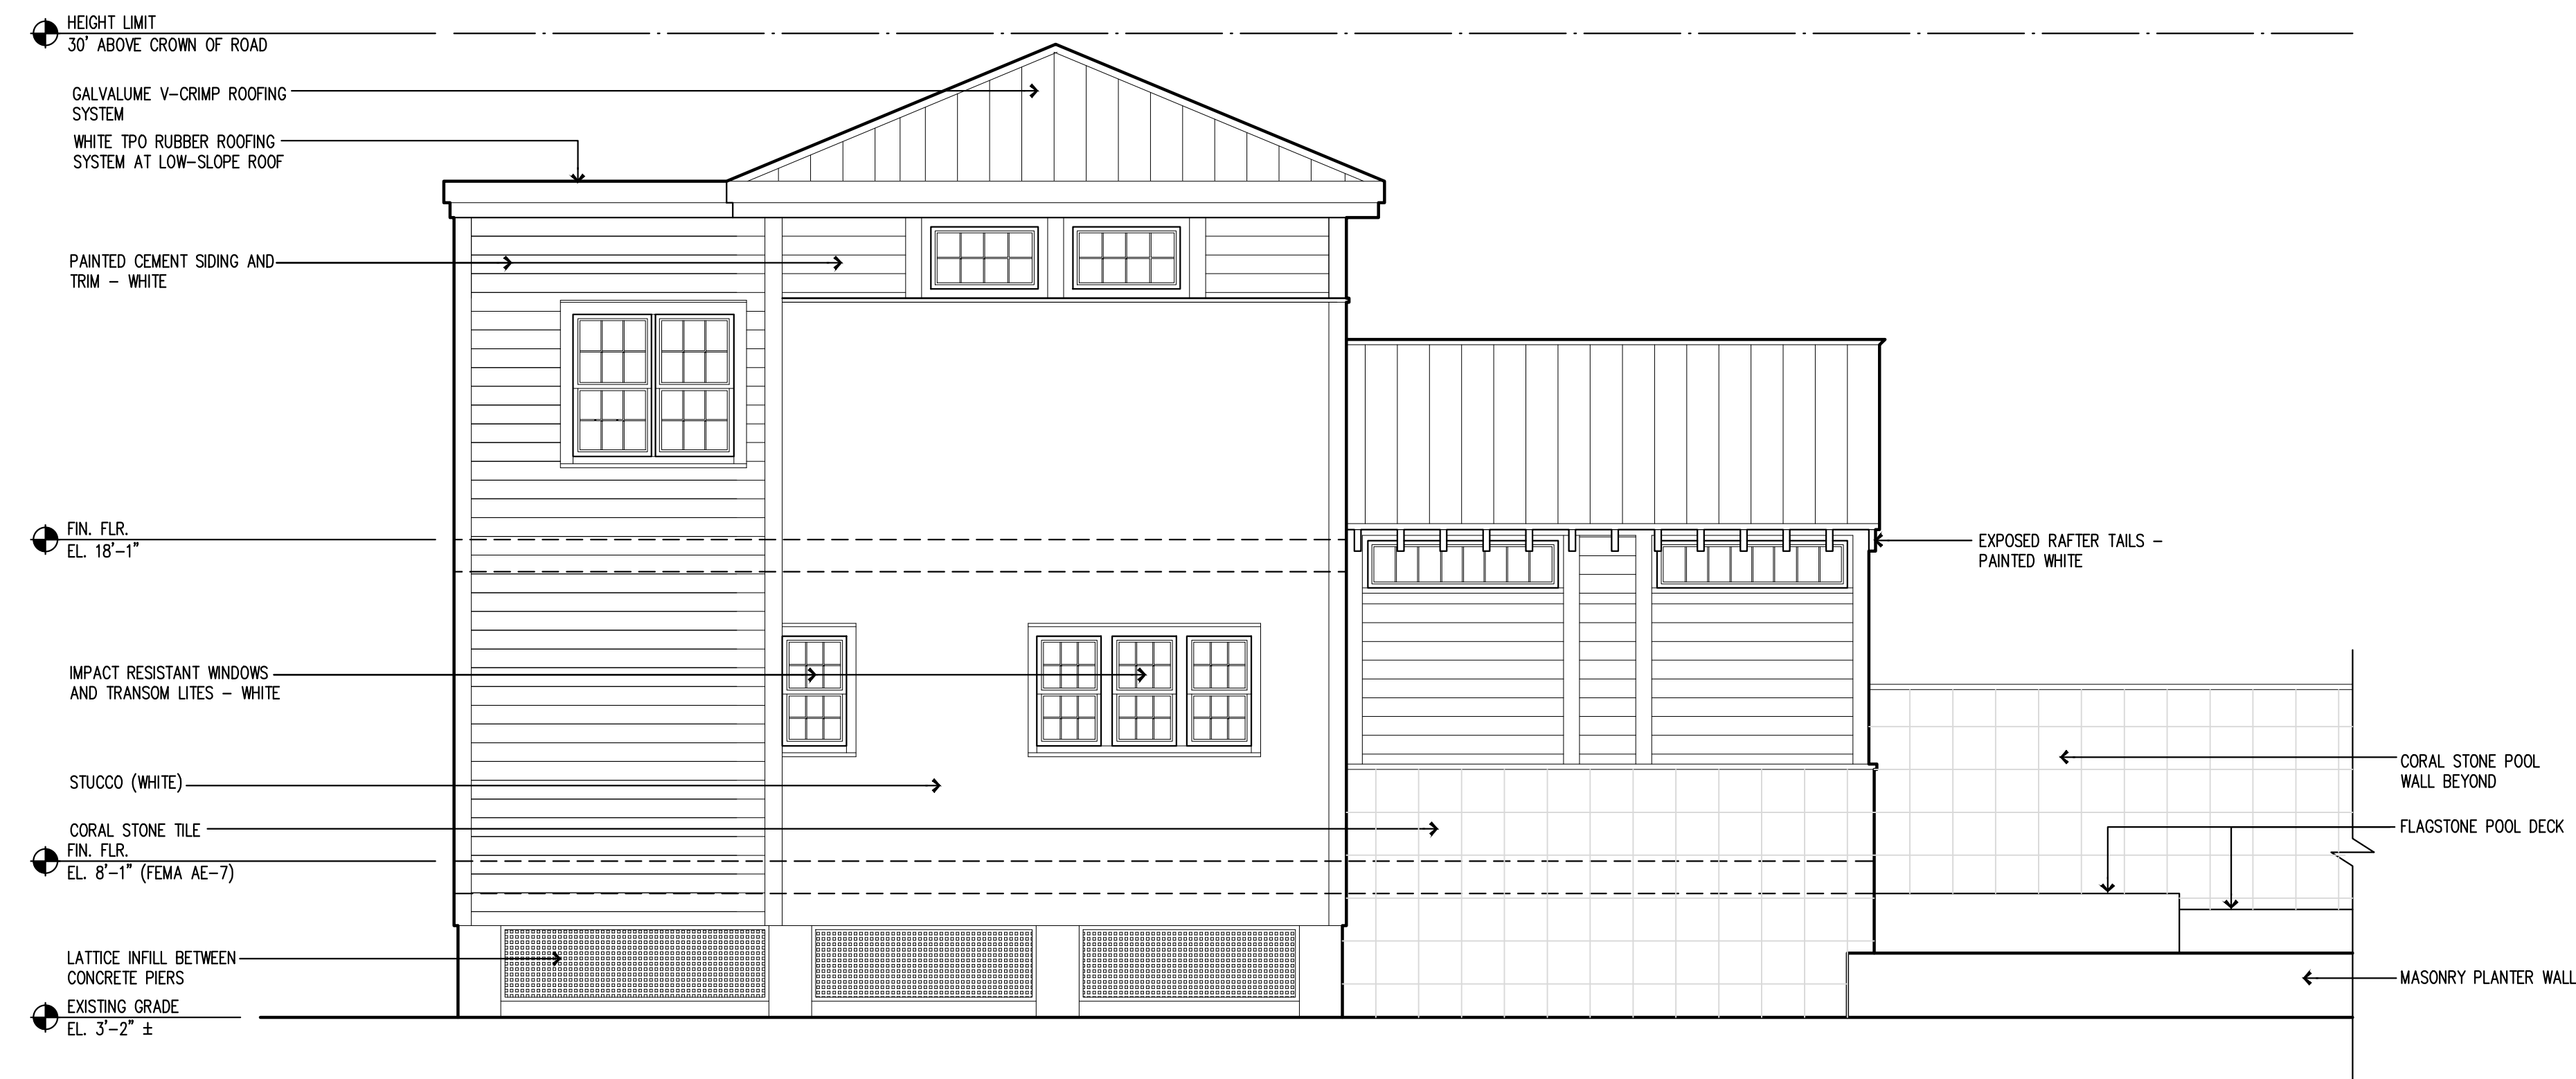 HEIGHT LIMIT
30' ABOVE CROWN OF ROAD
GALVALUME V-CRIMP ROOFING
SYSTEM
WHITE TPO RUBBER ROOFING
SYSTEM AT LOW-SLOPE ROOF
PAINTED CEMENT SIDING AND
TRIM - WHITE
FIN. FLR.
EL. 18'-1"
EXPOSED RAFTER TAILS -
PAINTED WHITE
IMPACT RESISTANT WINDOWS
AND TRANSOM LITES - WHITE
STUCCO (WHITE)
CORAL STONE POOL
WALL BEYOND
CORAL STONE TILE
FLAGSTONE POOL DECK
FIN. FLR.
EL. 8'-1" (FEMA AE-7)
LATTICE INFILL BETWEEN
CONCRETE PIERS
MASONRY PLANTER WALL
EXISTING GRADE
EL. 3'-2" ±